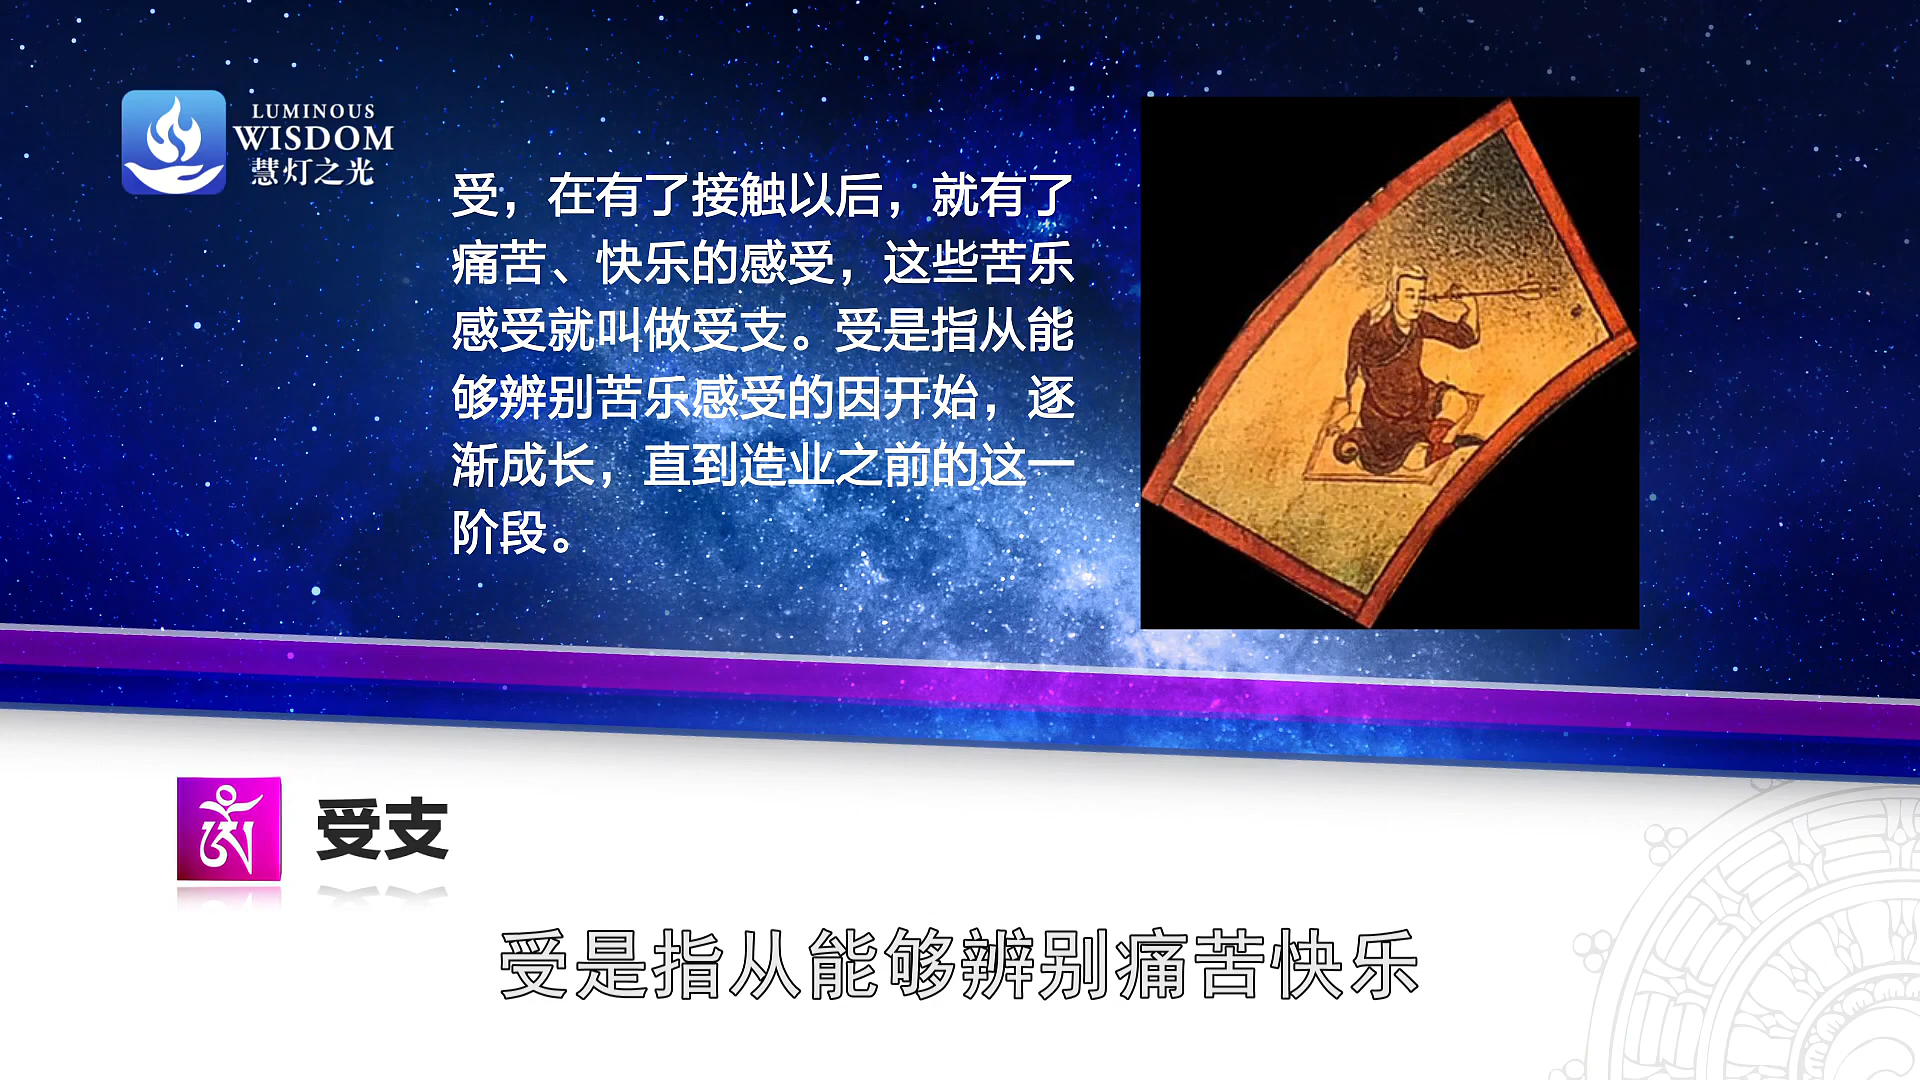 LUMINOUS
WISDOM
慧灯之光
受，在有了接触以后，就有了
痛苦、快乐的感受，这些苦乐
感受就叫做受支。受是指从能
够辨别苦乐感受的因开始，逐
渐成长，直到造业之前的这一
阶段。
ༀ
受支
受是指从能够辨别痛苦快乐